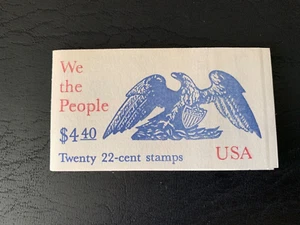 We
the
People
$4.40
Twenty 22-cent stamps
USA